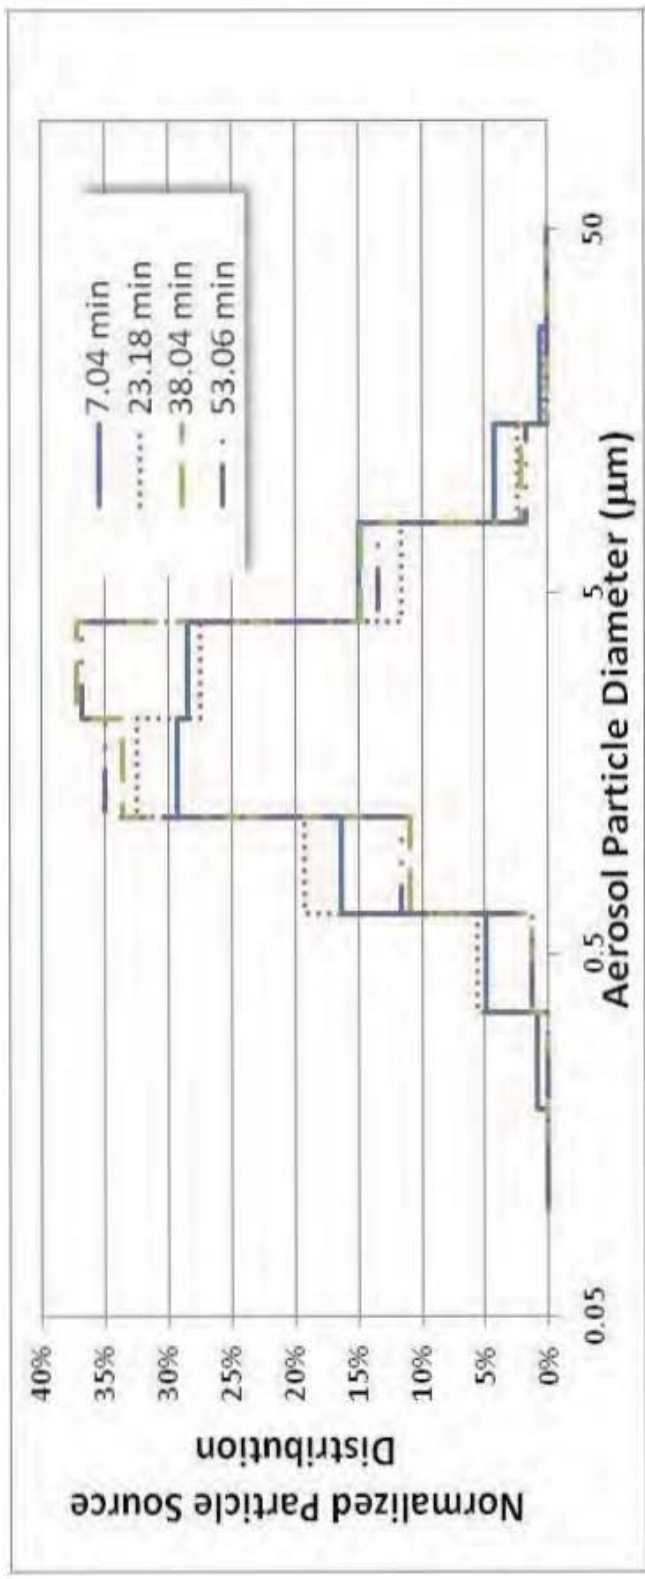 Normalized Particle Source
Distribution
40%
35%
30%
25%
20%
15%
10%
5%
0%
7.04 min
23.18 min
38.04 min
53.06 min
0.05
0.5
5
50
Aerosol Particle Diameter (μm)